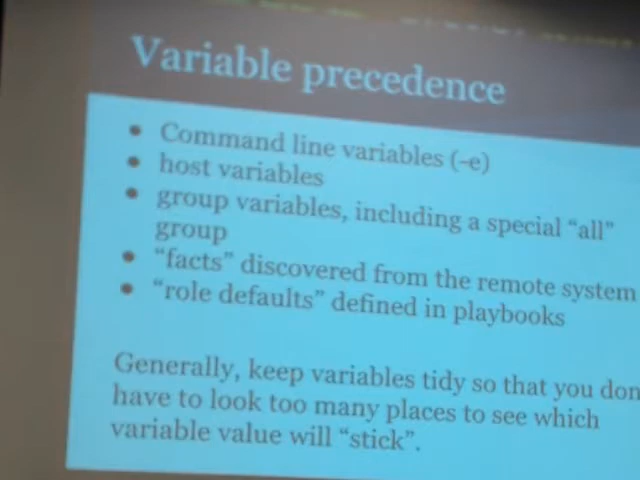 Variable precedence
● Command line variables (-e)
● host variables
● group variables, including a special “all”
group
● “facts” discovered from the remote system
● “role defaults” defined in playbooks
Generally, keep variables tidy so that you don
have to look too many places to see which
variable value will “stick”.